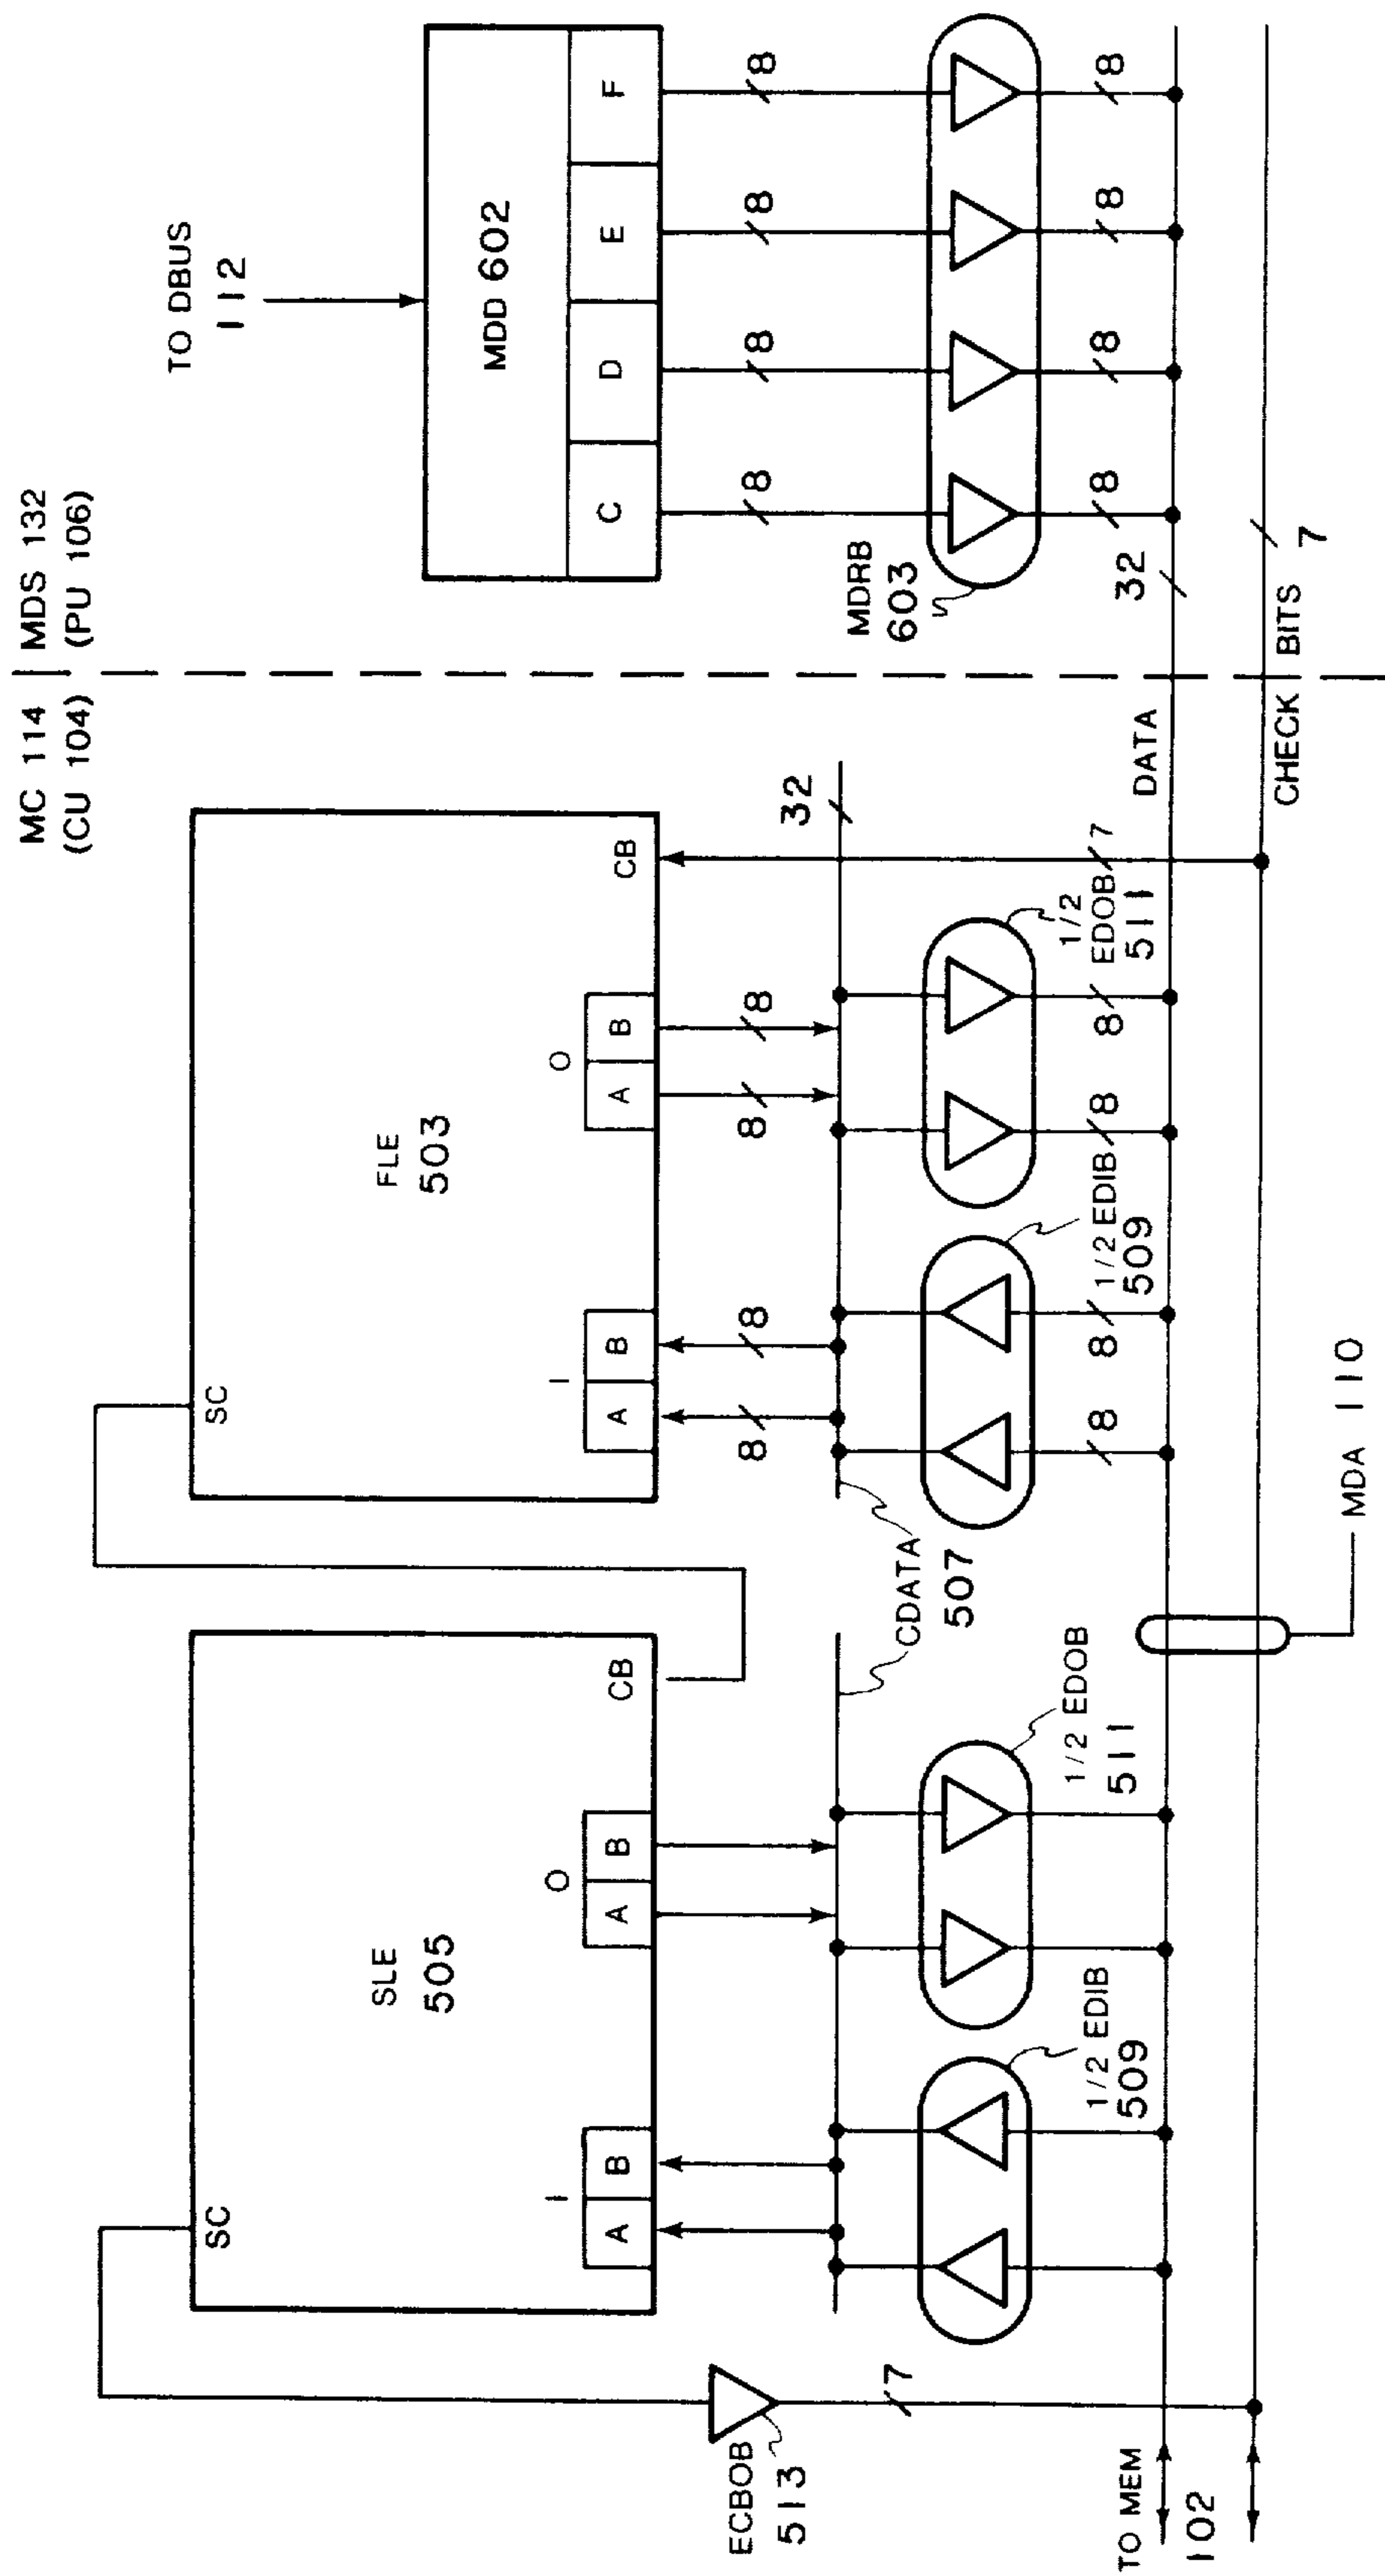 MC 114 | MDS 132
(CU 104) (PU 106)
TO DBUS
112
MDD 602
C D E F
8 8 8 8
MDRB
603
8 8 8 8
32
DATA
CHECK BITS 7
SC
FLE
503
I
A B
O
A B
CB
8 8
8 8
32
7
CDATA
507
8 8
1/2 EDIB
509
8 8
1/2
EDOB
511
SC
SLE
505
I
A B
O
A B
CB
1/2 EDIB
509
1/2 EDOB
511
MDA 110
ECBOB
513
7
TO MEM
102